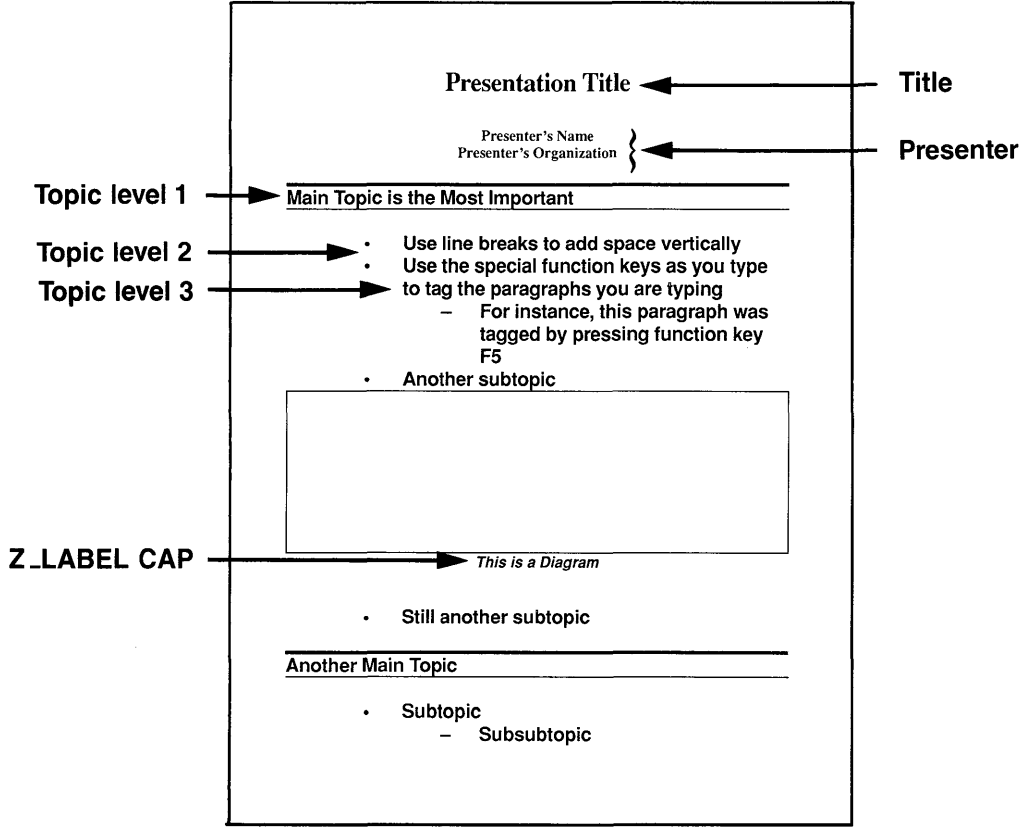 Presentation Title
Title
Presenter's Name
Presenter's Organization
Presenter
Topic level 1
Main Topic is the Most Important
• Use line breaks to add space vertically
Topic level 2
• Use the special function keys as you type
Topic level 3
to tag the paragraphs you are typing
– For instance, this paragraph was
tagged by pressing function key
F5
• Another subtopic
Z_LABEL CAP
This is a Diagram
• Still another subtopic
Another Main Topic
• Subtopic
– Subsubtopic